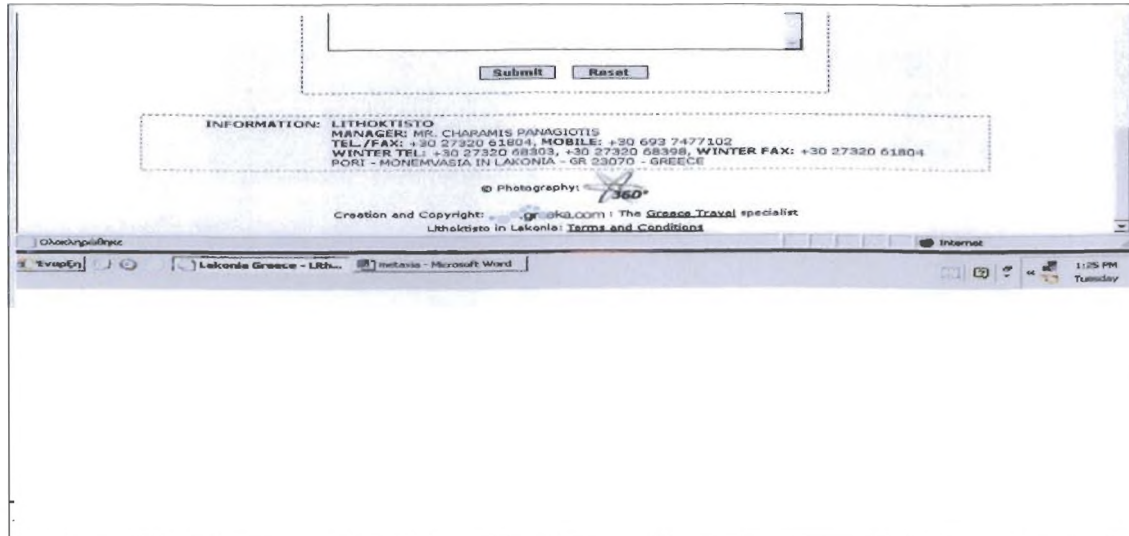 Submit Reset
INFORMATION: LITHOKTISTO
MANAGER: MR. CHARAMIS PANAGIOTIS
TEL./FAX: +30 27320 61804, MOBILE: +30 693 7477102
WINTER TEL: +30 27320 68303, +30 27320 68398, WINTER FAX: +30 27320 61804
PORI - MONEMVASIA IN LAKONIA - GR 23070 - GREECE
© Photography: 360°
Creation and Copyright: The Greece Travel specialist
Lithoktisto in Lakonia: Terms and Conditions
Ολοκληρώθηκε Internet
Έναρξη Lakonia Greece - Lith... metaxia - Microsoft Word 1:25 PM
Tuesday